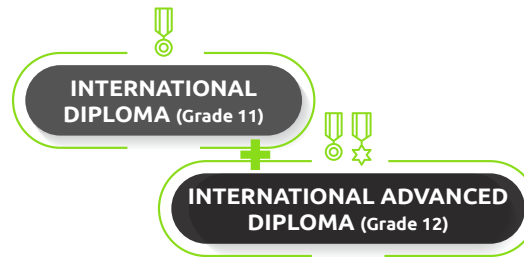 INTERNATIONAL
DIPLOMA (Grade 11)
INTERNATIONAL ADVANCED
DIPLOMA (Grade 12)